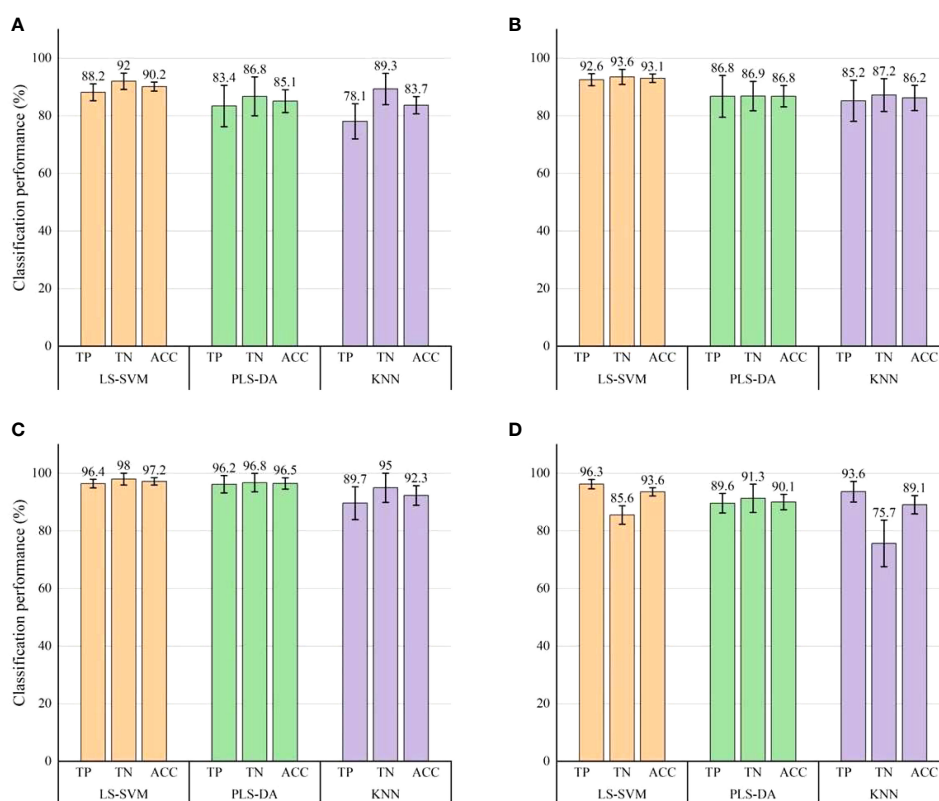 A
Classification performance (%)
100
80
60
40
20
0
88.2 92 90.2 83.4 86.8 85.1 78.1 89.3 83.7
TP TN ACC TP TN ACC TP TN ACC
LS-SVM PLS-DA KNN
B
100
80
60
40
20
0
92.6 93.6 93.1 86.8 86.9 86.8 85.2 87.2 86.2
TP TN ACC TP TN ACC TP TN ACC
LS-SVM PLS-DA KNN
C
Classification performance (%)
100
80
60
40
20
0
96.4 98 97.2 96.2 96.8 96.5 89.7 95 92.3
TP TN ACC TP TN ACC TP TN ACC
LS-SVM PLS-DA KNN
D
100
80
60
40
20
0
96.3 85.6 93.6 89.6 91.3 90.1 93.6 75.7 89.1
TP TN ACC TP TN ACC TP TN ACC
LS-SVM PLS-DA KNN